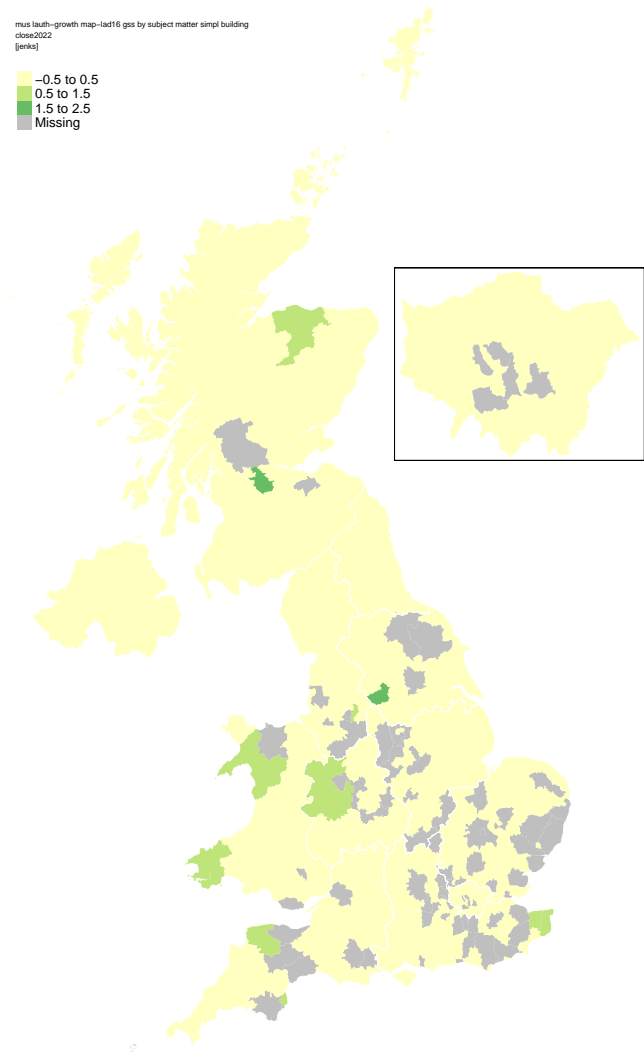 mus lauth−growth map−lad16 gss by subject matter simpl building
close2022
[jenks]
−0.5 to 0.5
0.5 to 1.5
1.5 to 2.5
Missing